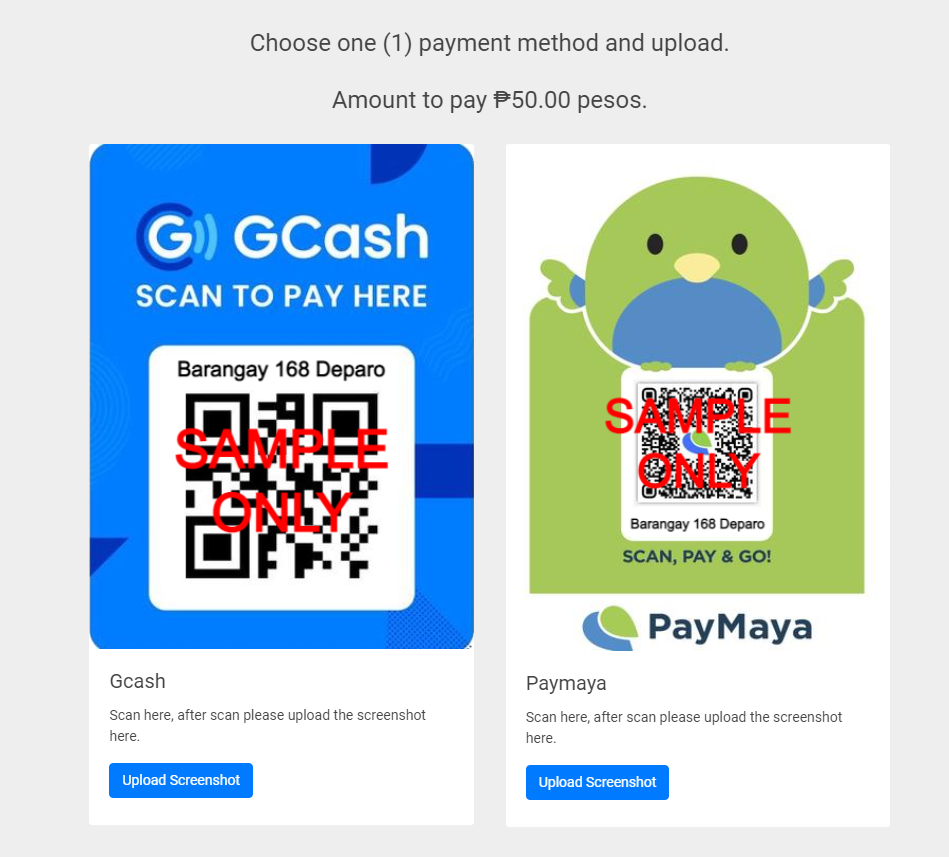 Choose one (1) payment method and upload.
Amount to pay ₱50.00 pesos.
GCash
SCAN TO PAY HERE
Barangay 168 Deparo
SAMPLE
ONLY
Gcash
Scan here, after scan please upload the screenshot
here.
Upload Screenshot
SAMPLE
ONLY
Barangay 168 Deparo
SCAN, PAY & GO!
PayMaya
Paymaya
Scan here, after scan please upload the screenshot
here.
Upload Screenshot